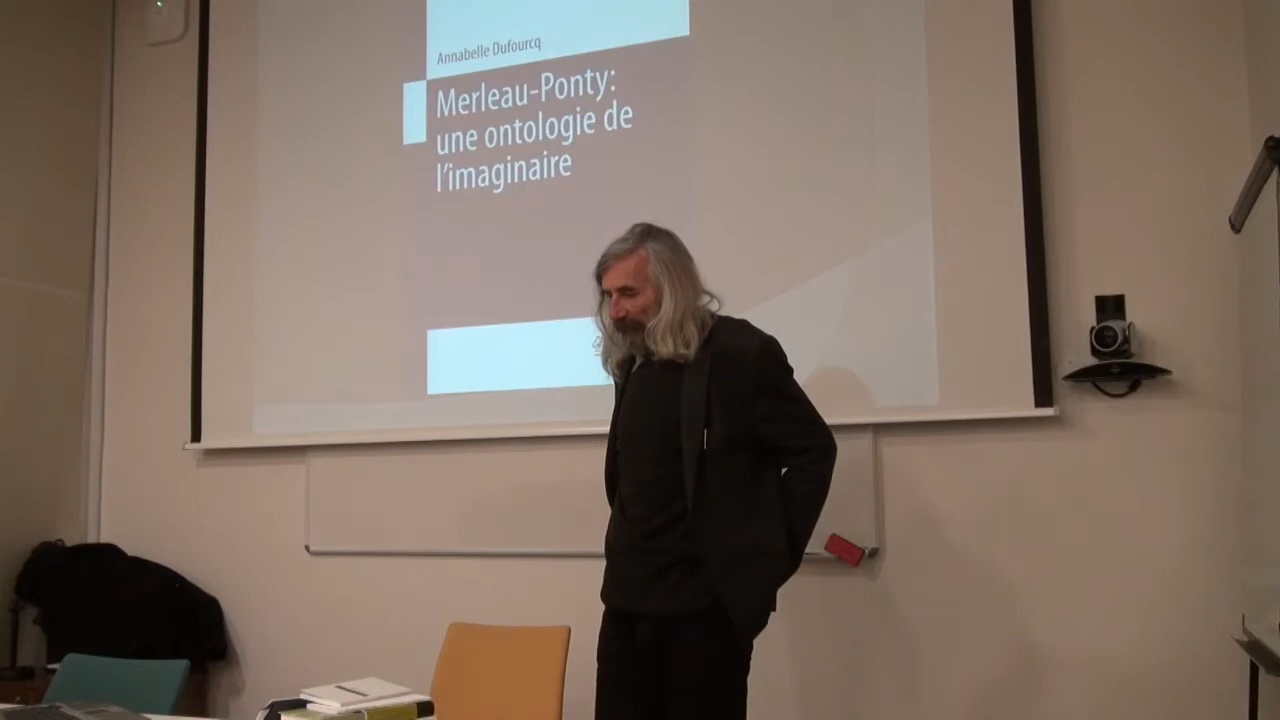 Annabelle Dufourcq
Merleau-Ponty:
une ontologie de
l'imaginaire